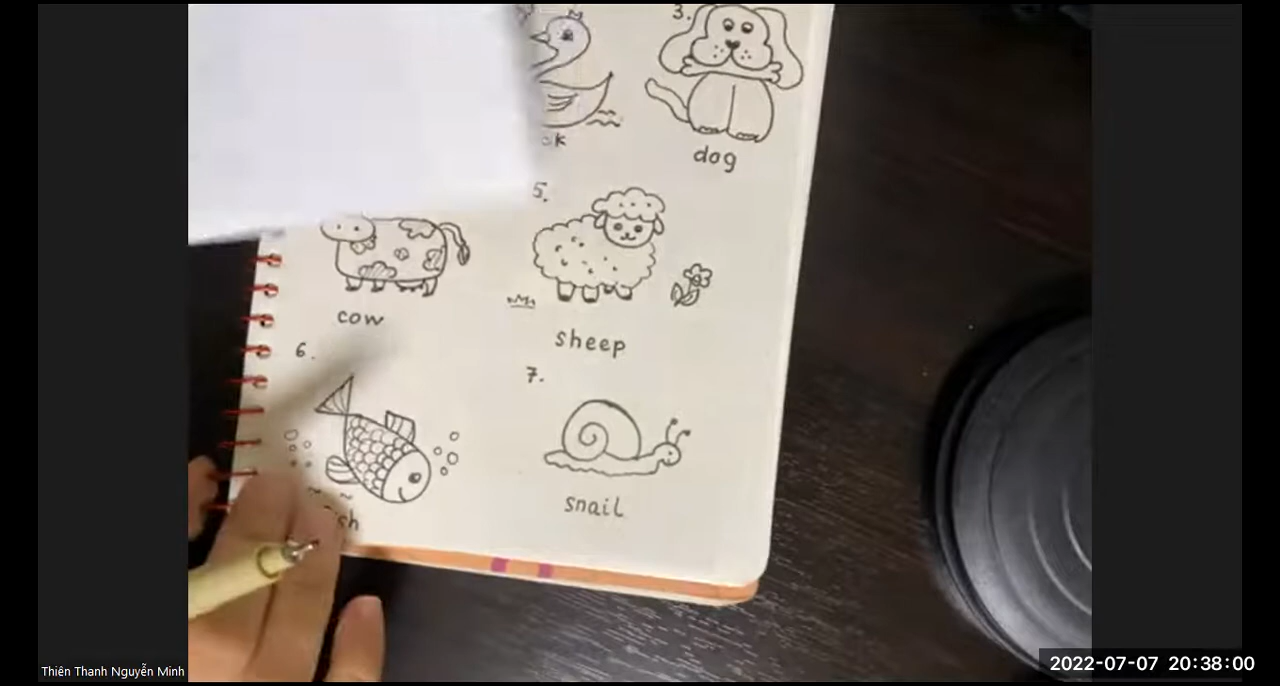 3.
dog
5.
cow
sheep
6.
7.
snail
Thiên Thanh Nguyễn Minh
2022-07-07 20:38:00